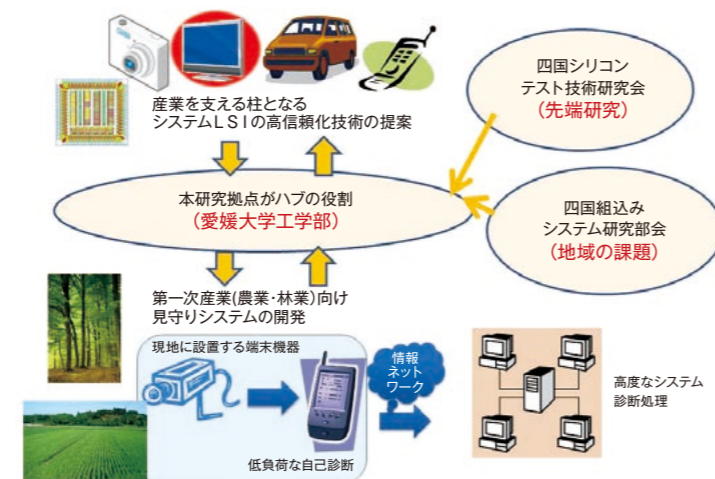 産業を支える柱となる
システムLSIの高信頼化技術の提案
四国シリコン
テスト技術研究会
(先端研究)
本研究拠点がハブの役割
(愛媛大学工学部)
四国組込み
システム研究部会
(地域の課題)
第一次産業(農業・林業)向け
見守りシステムの開発
現地に設置する端末機器
情報
ネット
ワーク
低負荷な自己診断
高度なシステム
診断処理